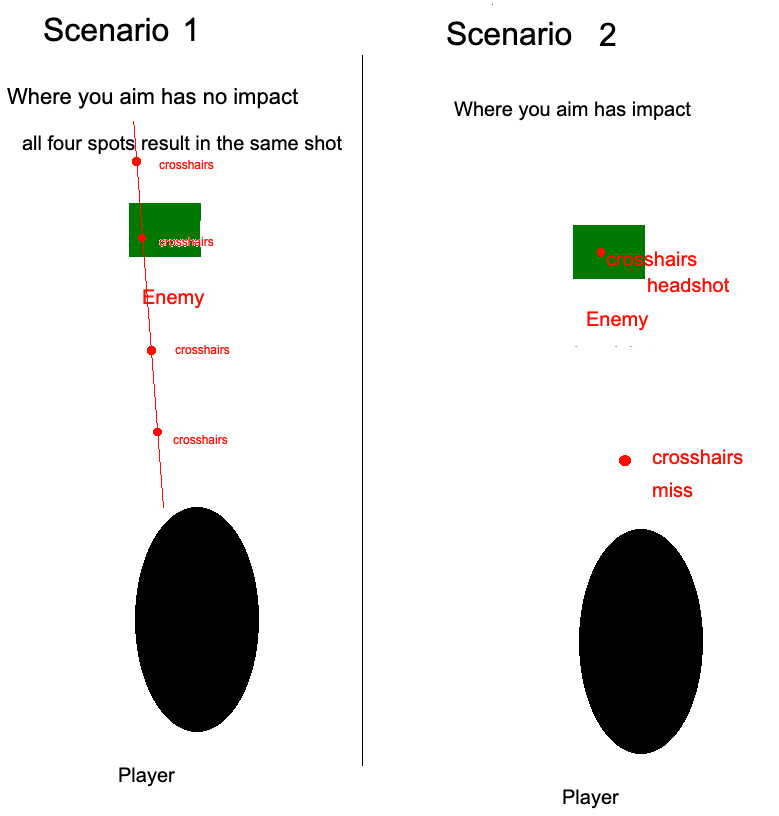 Scenario 1
Where you aim has no impact
all four spots result in the same shot
crosshairs
crosshairs
Enemy
crosshairs
crosshairs
Player
Scenario 2
Where you aim has impact
crosshairs
headshot
Enemy
crosshairs
miss
Player